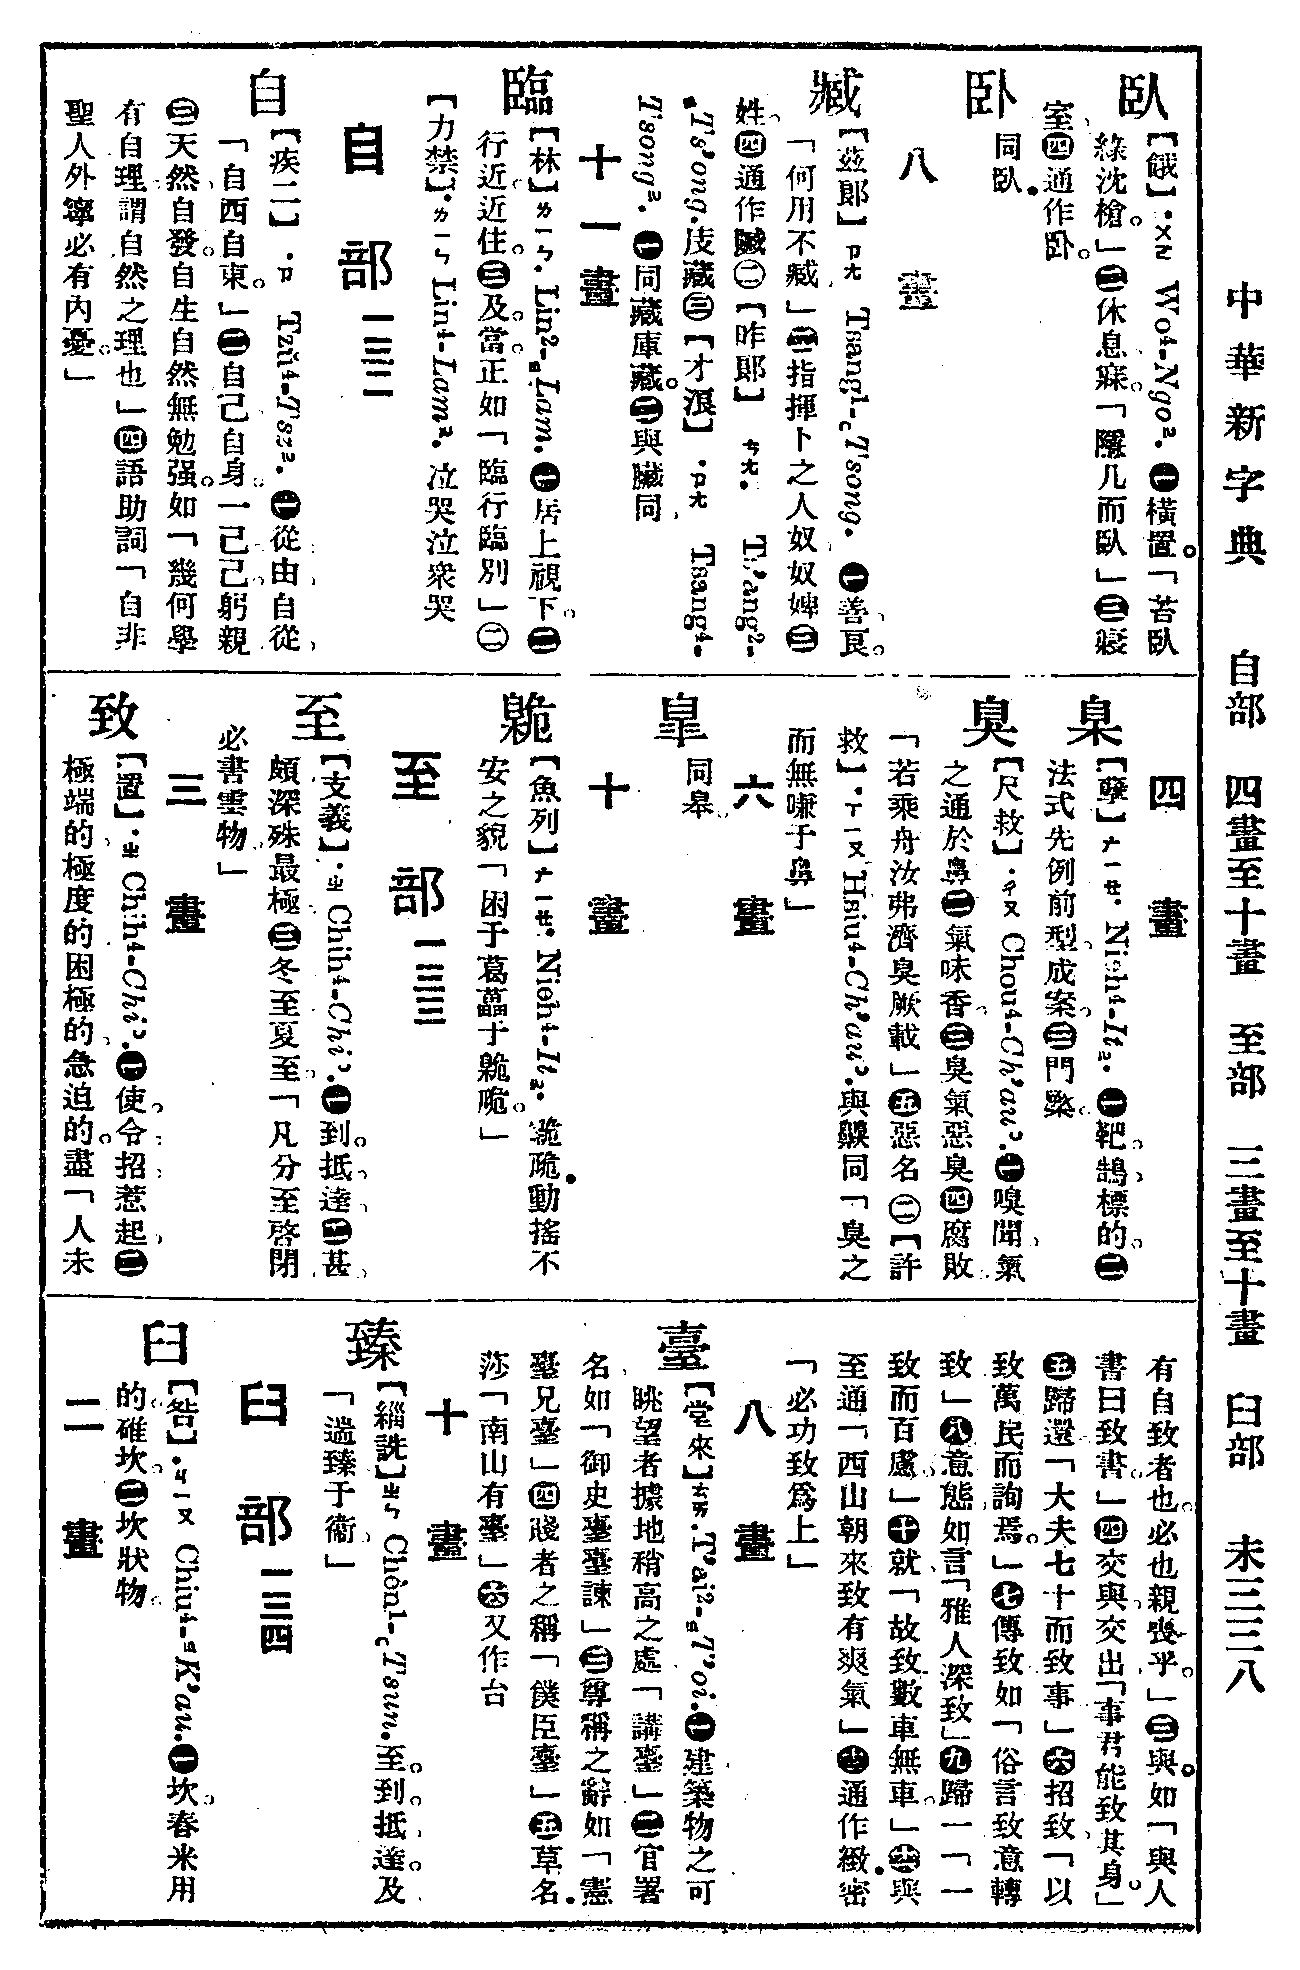 中華新字典 自部 四畫至十畫 至部 三畫至十畫 臼部 未三三八
臥
【餓】·ㄨㄛ Wo⁴-Ngo². ㊀橫置。「苔臥
綠沈槍。」㊁休息寐。「隱几而臥」㊂寢
室。㊃通作卧。
卧
同臥.
八畫
臧
【茲郎】ㄗㄤ Tsang¹-꜀Tsong. ㊀善、良。
「何用不臧」㊁指揮卜之人奴、奴婢㊂
姓。㊃通作贓㊁【昨郎】ㄘㄤ. Ts'ang²-
Ts'ong. 庋藏㊂【才浪】·ㄗㄤ Tsang⁴-
Tsong². ㊀同藏庫藏。㊁與臟同、
十一畫
臨
【林】ㄌㄧㄣ. Lin²-Lam. ㊀居上視下。㊁
行近。近住。㊂及、當。正如「臨行臨別」㊁
【力禁】·ㄌㄧㄣ Lin⁴-Lam². 泣哭泣衆哭
自部 一三二
自
【疾二】·ㄗ Tzŭ⁴-Tsz². ㊀從、由、自從、
「自西自東。」㊁自己、自身。一己、己、躬親
㊂天然、自發。自生自然無勉强。如「幾何學
有自理、謂自然之理也」㊃語助詞「自非
聖人外寧必有內憂。」
四畫
臬
【孽】ㄏㄧㄝ. Nieh⁴-It₂. ㊀靶。鵠、標的。㊁
法式先例前型、成案、㊂門橜。
臭
【尺救】·ㄔㄡ Chou⁴-Ch'au꜄. ㊀嗅聞、氣
之通於鼻㊁氣味香。㊂臭氣惡臭㊃腐敗、
「若乘舟汝弗濟臭厥載」㊄惡名㊁【許
救】·ㄒㄧㄡ Hsiu⁴-Ch'au꜄. 與齅同「臭之
而無嗛于鼻」
六畫
皐
同皋、
十畫
臲
【魚列】ㄏㄧㄝ. Nieh⁴-It₂. 臲卼動搖不
安之貌「困于葛藟于臲卼。」
至部 一三三
至
【支義】·ㄓ Chih⁴-Chi꜄. ㊀到。抵、達、㊁甚、
頗深殊最極、㊂冬至夏至。「凡分至啓閉
必書雲物」
三畫
致
【置】·ㄓ Chih⁴-Chi꜄. ㊀使。令、招惹、起、㊁
極端的、極度的困極的、急迫的。盡「人未
有自致者也。必也親喪乎。」㊂與。如「與人
書曰致書。」㊃交與、交出「事君能致其身。」
㊄歸還「大夫七十而致事」㊅招致、「以
致萬民而詢焉。」㊆傳致如「俗言致意轉
致」㊇意態如言「雅人深致」㊈歸一「一
致而百慮。」㊉就「故致數車無車。」⑪與
至通「西山朝來致有爽氣」⑫通作緻.密
「必功致爲上」
八畫
臺
【堂來】ㄊㄞ. T'ai²-T'oi. ㊀建築物之可
眺望者據地稍高之處「講臺」㊁官署
名、如「御史臺臺諫」㊂尊稱之辭如「憲
臺兄臺」㊃賤者之稱「僕臣臺」㊄草名.
莎「南山有臺」㊅又作台
十畫
臻
【緇詵】ㄓㄣ Chên¹-꜀Tsun. 至。到。抵、達。及
「遄臻于衞」
臼部 一三四
臼
【咎】·ㄐㄧㄡ Chiu⁴-K'au. ㊀坎。舂米用
的碓坎。㊁坎狀物。
二畫